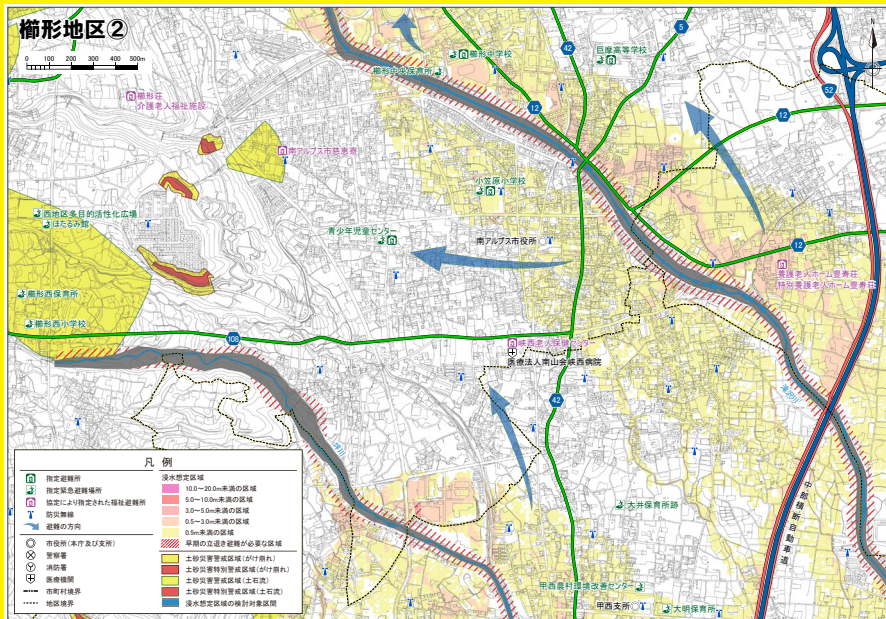 櫛形地区②
0 100 200 300 400 500m
N
42
5
巨摩高等学校
櫛形中学校
櫛形中央保育所
52
櫛形荘
介護老人福祉施設
12
12
南アルプス市慈恵寮
小笠原小学校
西地区多目的活性化広場
ほたるみ館
青少年児童センター
南アルプス市役所
12
養護老人ホーム豊寿荘
特別養護老人ホーム豊寿荘
櫛形西保育所
櫛形西小学校
108
峡西老人保健センター
医療法人南山会峡西病院
42
滝沢川
中部横断自動車道
大井保育所跡
甲西農村環境改善センター
甲西支所
大明保育所
凡例
指定避難所
指定緊急避難場所
協定により指定された福祉避難所
防災無線
避難の方向
市役所(本庁及び支所)
警察署
消防署
医療機関
市町村境界
地区境界
浸水想定区域
10.0~20.0m未満の区域
5.0~10.0m未満の区域
3.0~5.0m未満の区域
0.5~3.0m未満の区域
0.5m未満の区域
早期の立退き避難が必要な区域
土砂災害警戒区域(がけ崩れ)
土砂災害特別警戒区域(がけ崩れ)
土砂災害警戒区域(土石流)
土砂災害特別警戒区域(土石流)
浸水想定区域の検討対象区間